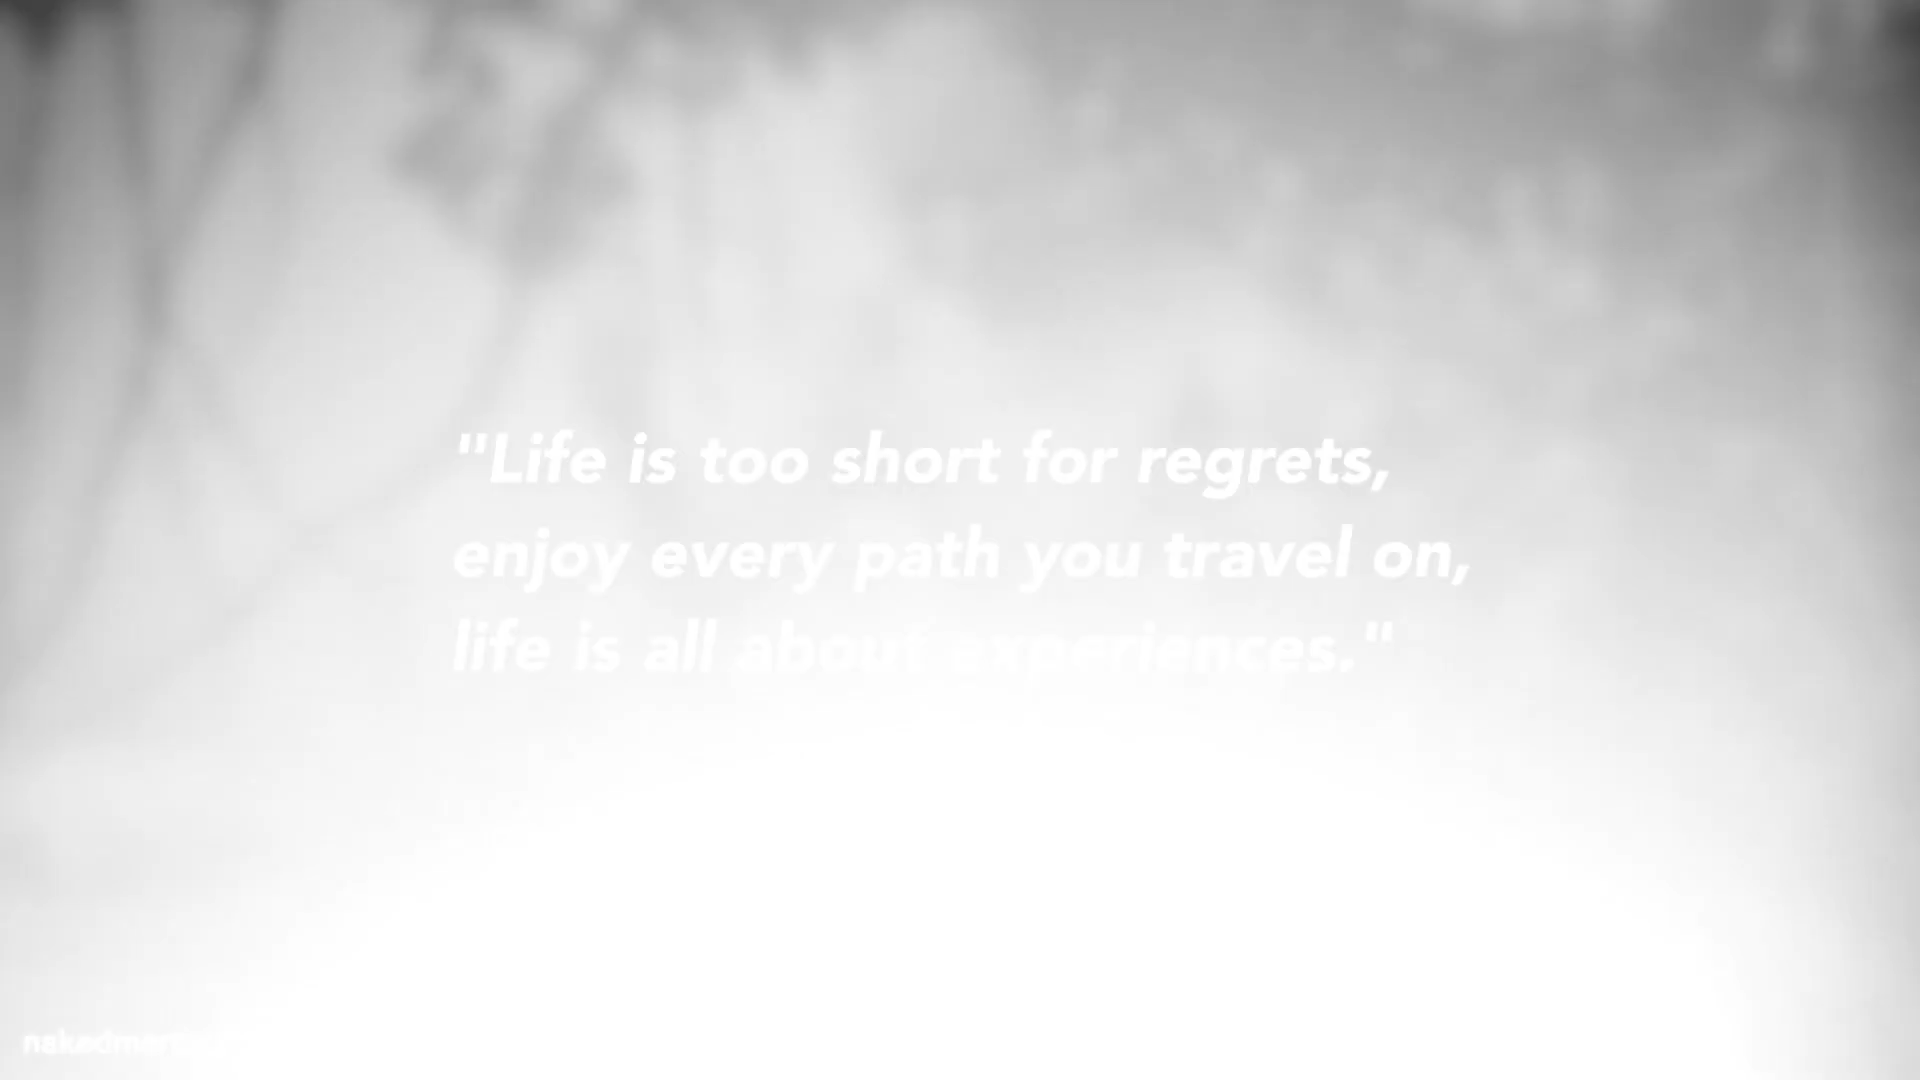 "Life is too short for regrets,
enjoy every path you travel on,
life is all about experiences."